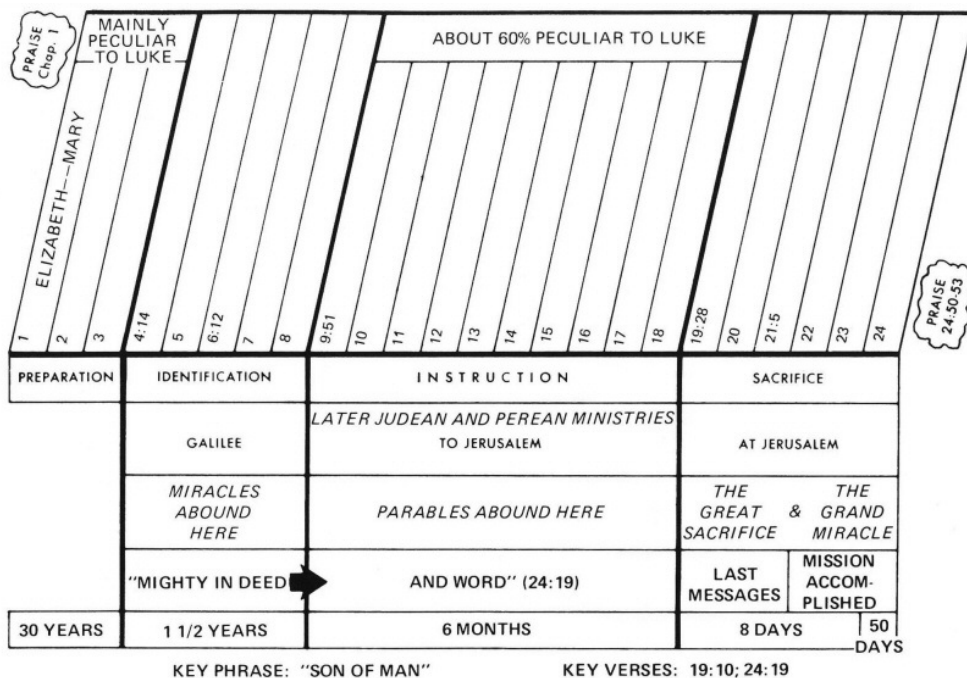 PRAISE
Chap. 1
MAINLY
PECULIAR
TO LUKE
ABOUT 60% PECULIAR TO LUKE
ELIZABETH---MARY
1
2
3
4:14
5
6:12
7
8
9:51
10
11
12
13
14
15
16
17
18
19:28
20
21:5
22
23
24
PRAISE
24:50-53
PREPARATION
IDENTIFICATION
INSTRUCTION
SACRIFICE
GALILEE
LATER JUDEAN AND PEREAN MINISTRIES
TO JERUSALEM
AT JERUSALEM
MIRACLES
ABOUND
HERE
PARABLES ABOUND HERE
THE
GREAT
SACRIFICE
&
THE
GRAND
MIRACLE
"MIGHTY IN DEED
AND WORD" (24:19)
LAST
MESSAGES
MISSION
ACCOM-
PLISHED
30 YEARS
1 1/2 YEARS
6 MONTHS
8 DAYS
50
DAYS
KEY PHRASE: "SON OF MAN"
KEY VERSES: 19:10; 24:19